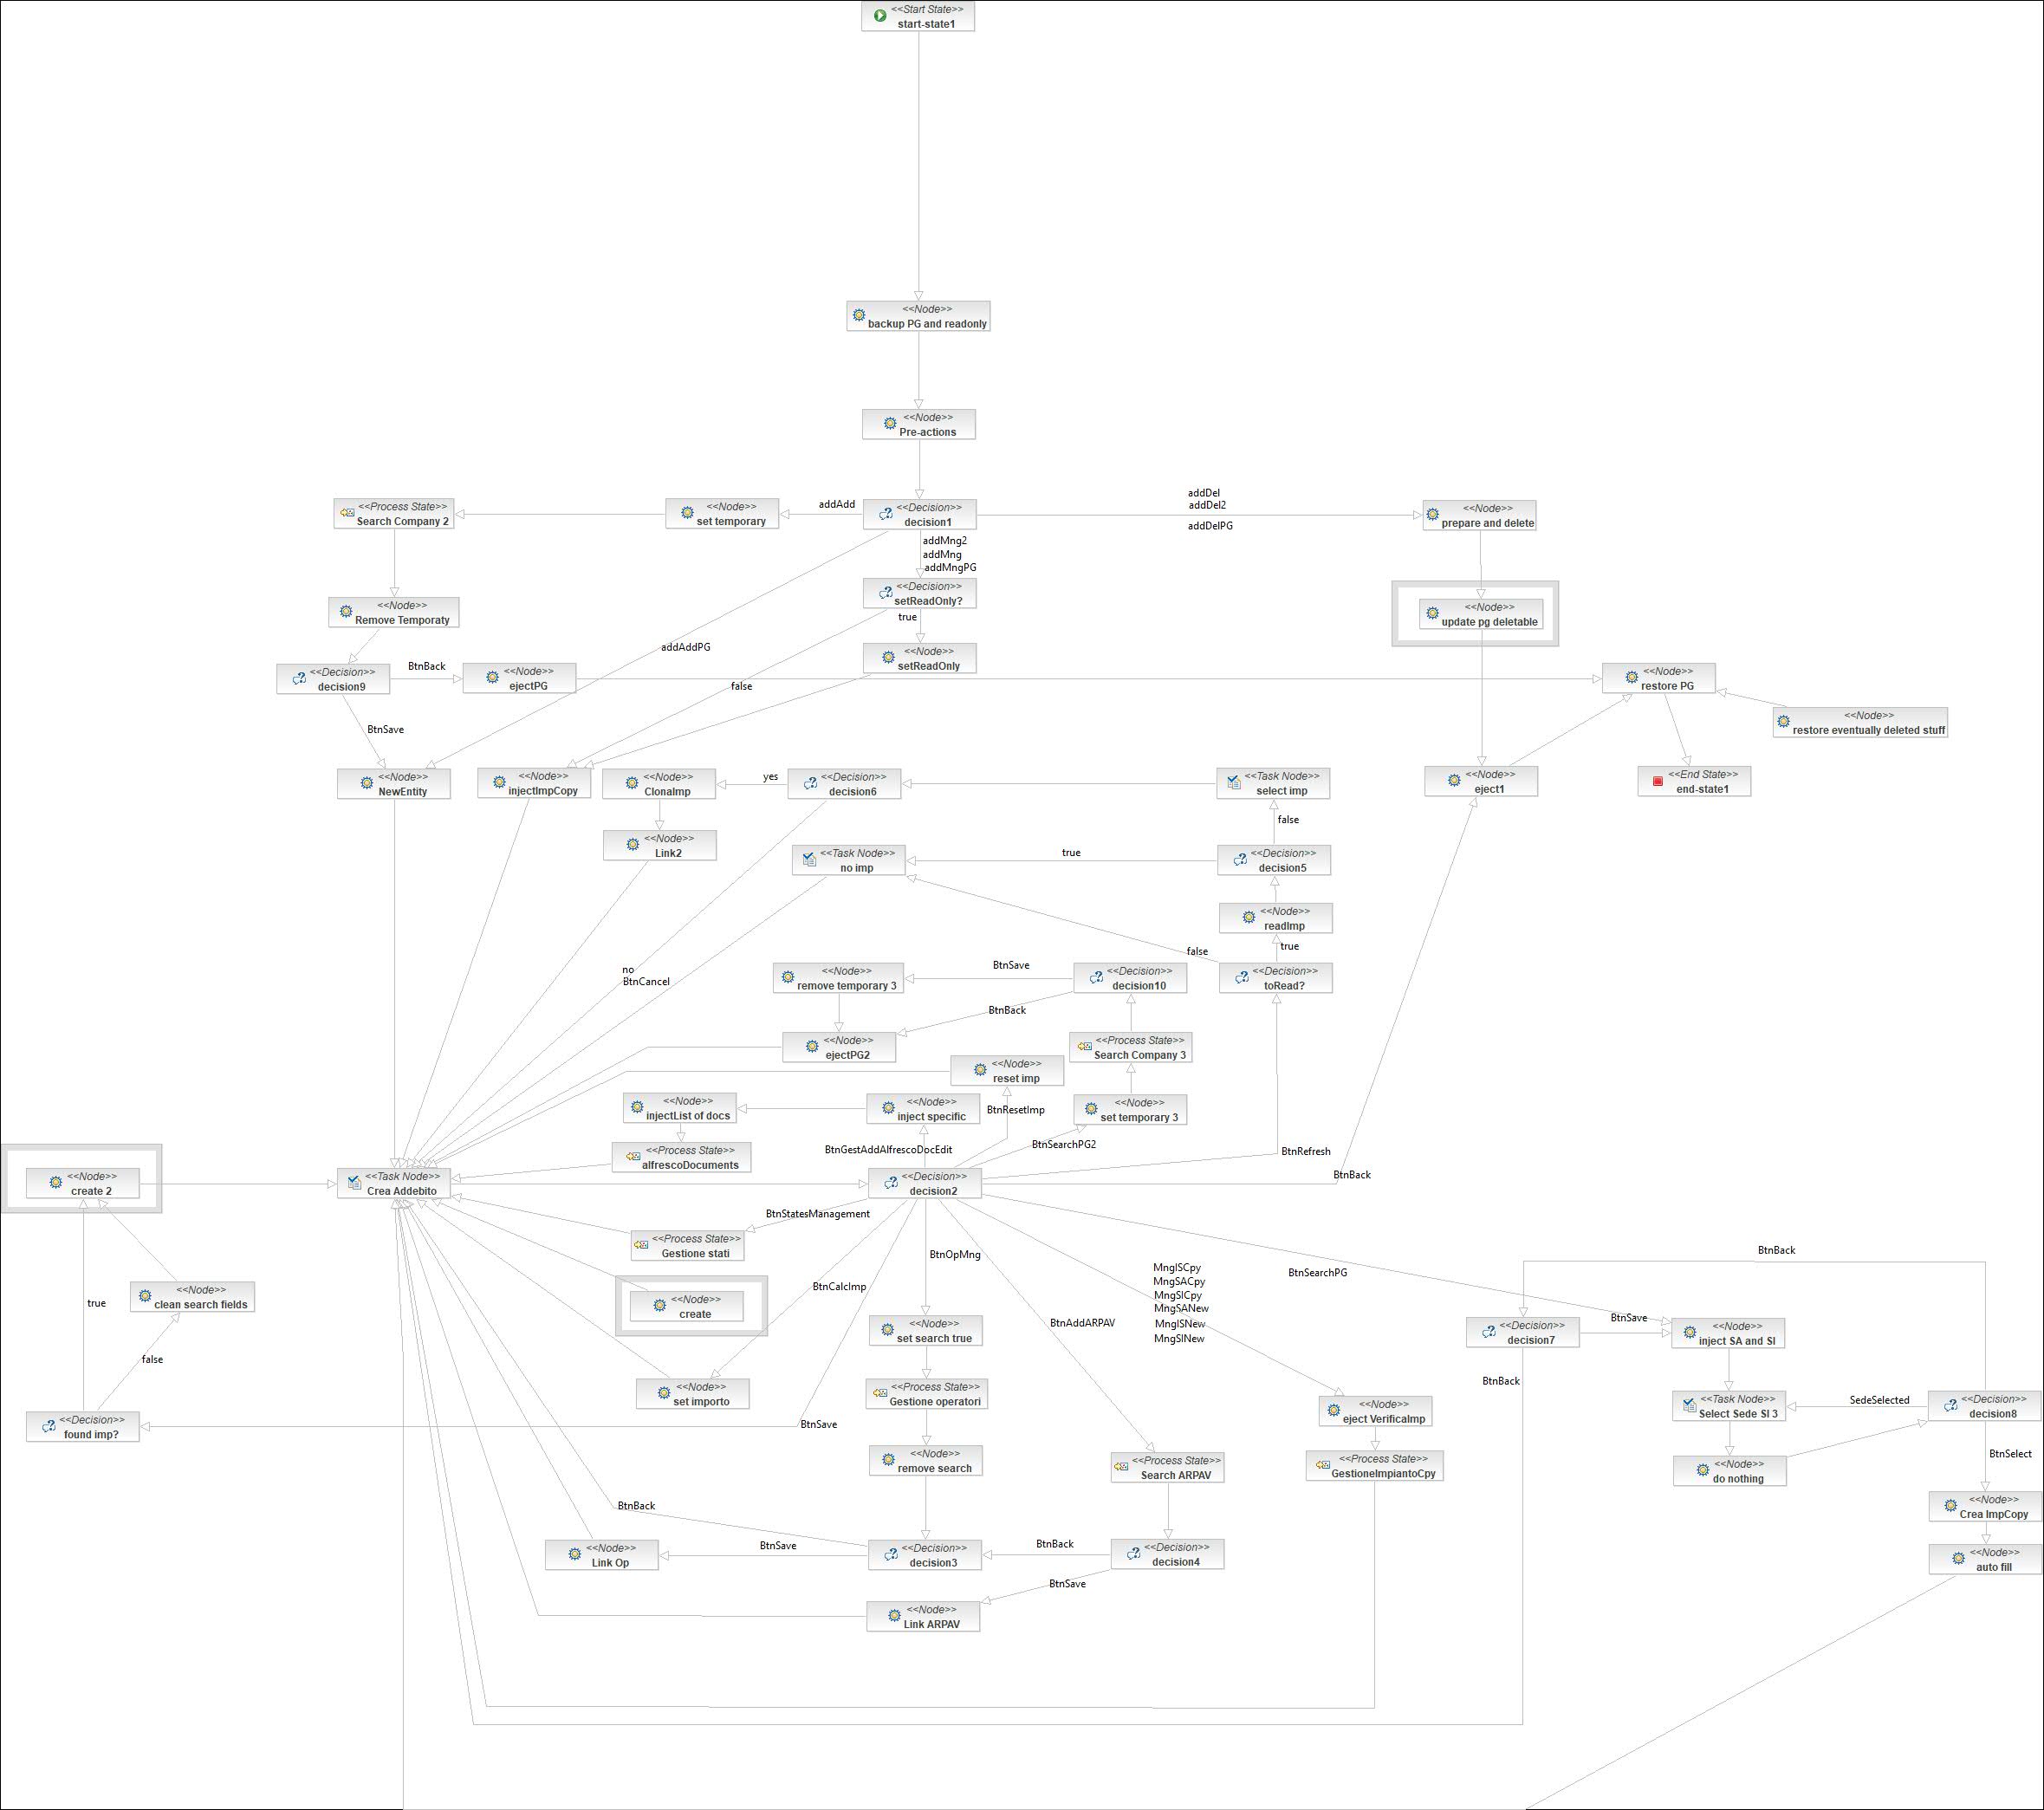 <<Start State>>
start-state1
<<Node>>
backup PG and readonly
<<Node>>
Pre-actions
<<Process State>>
Search Company 2
<<Node>>
set temporary
addAdd
<<Decision>>
decision1
addDel
addDel2
addDelPG
<<Node>>
prepare and delete
addMng2
addMng
addMngPG
<<Decision>>
setReadOnly?
true
<<Node>>
Remove Temporaty
<<Node>>
update pg deletable
addAddPG
<<Node>>
setReadOnly
<<Decision>>
decision9
BtnBack
<<Node>>
ejectPG
false
<<Node>>
restore PG
BtnSave
<<Node>>
restore eventually deleted stuff
<<Node>>
NewEntity
<<Node>>
injectImpCopy
<<Node>>
ClonaImp
yes
<<Decision>>
decision6
<<Task Node>>
select imp
<<Node>>
eject1
<<End State>>
end-state1
false
<<Node>>
Link2
<<Task Node>>
no imp
true
<<Decision>>
decision5
<<Node>>
readImp
true
false
no
BtnCancel
<<Node>>
remove temporary 3
BtnSave
<<Decision>>
decision10
<<Decision>>
toRead?
BtnBack
<<Node>>
ejectPG2
<<Process State>>
Search Company 3
<<Node>>
reset imp
<<Node>>
injectList of docs
<<Node>>
inject specific
BtnResetImp
<<Node>>
set temporary 3
BtnSearchPG2
BtnGestAddAlfrescoDocEdit
BtnRefresh
<<Process State>>
alfrescoDocuments
<<Node>>
create 2
<<Task Node>>
Crea Addebito
<<Decision>>
decision2
BtnBack
BtnStatesManagement
<<Process State>>
Gestione stati
BtnOpMng
BtnBack
MngISCpy
MngSACpy
MngSICpy
MngSANew
MngISNew
MngSINew
BtnSearchPG
<<Node>>
clean search fields
BtnCalcImp
<<Node>>
create
true
BtnAddARPAV
<<Node>>
set search true
<<Decision>>
decision7
BtnSave
<<Node>>
inject SA and SI
false
<<Node>>
set importo
<<Process State>>
Gestione operatori
BtnBack
<<Task Node>>
Select Sede SI 3
SedeSelected
<<Decision>>
decision8
<<Decision>>
found imp?
BtnSave
<<Node>>
eject VerificaImp
<<Node>>
remove search
<<Process State>>
Search ARPAV
<<Process State>>
GestioneImpiantoCpy
<<Node>>
do nothing
BtnSelect
BtnBack
<<Node>>
Crea ImpCopy
<<Node>>
Link Op
BtnSave
<<Decision>>
decision3
BtnBack
<<Decision>>
decision4
<<Node>>
auto fill
BtnSave
<<Node>>
Link ARPAV